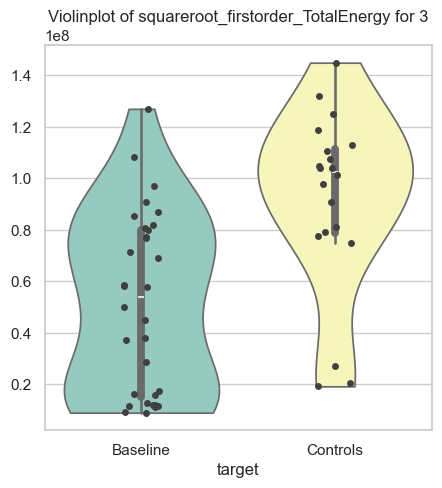 Violinplot of squareroot_firstorder_TotalEnergy for 3
1e8
1.4
1.2
1.0
0.8
0.6
0.4
0.2
Baseline Controls
target